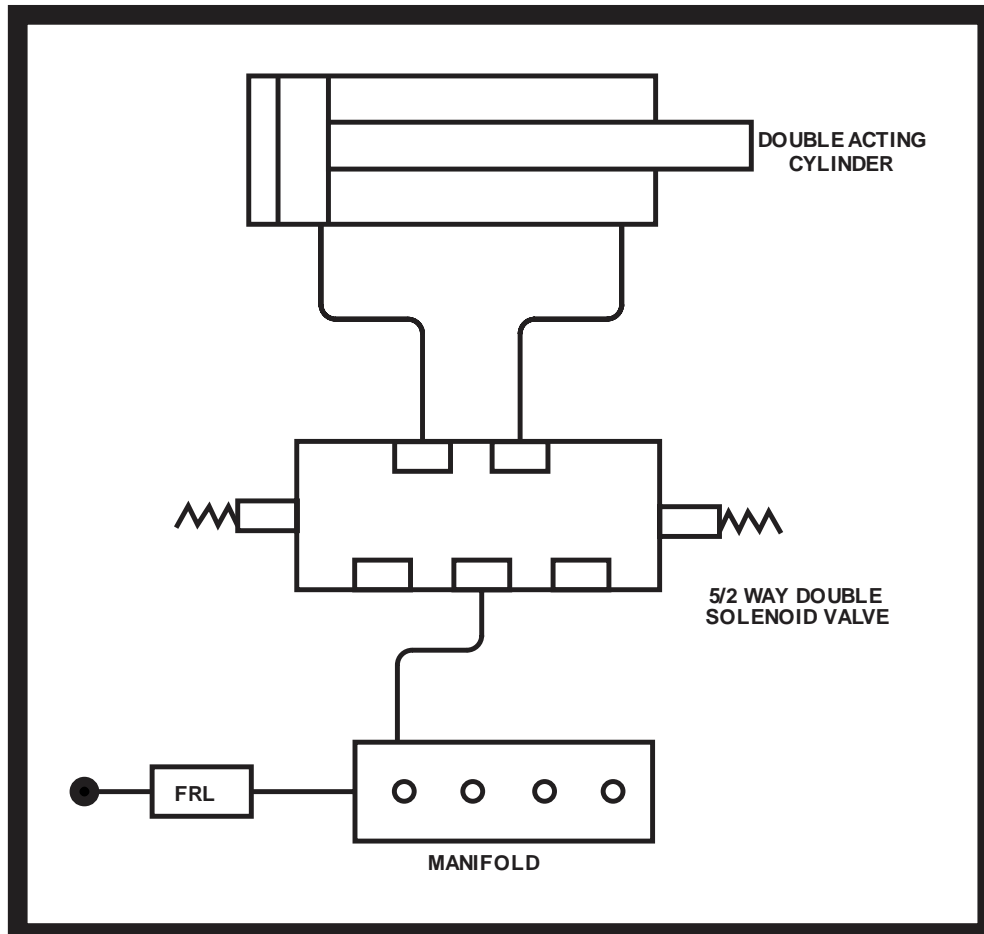 DOUBLE ACTING
CYLINDER
5/2 WAY DOUBLE
SOLENOID VALVE
FRL
MANIFOLD